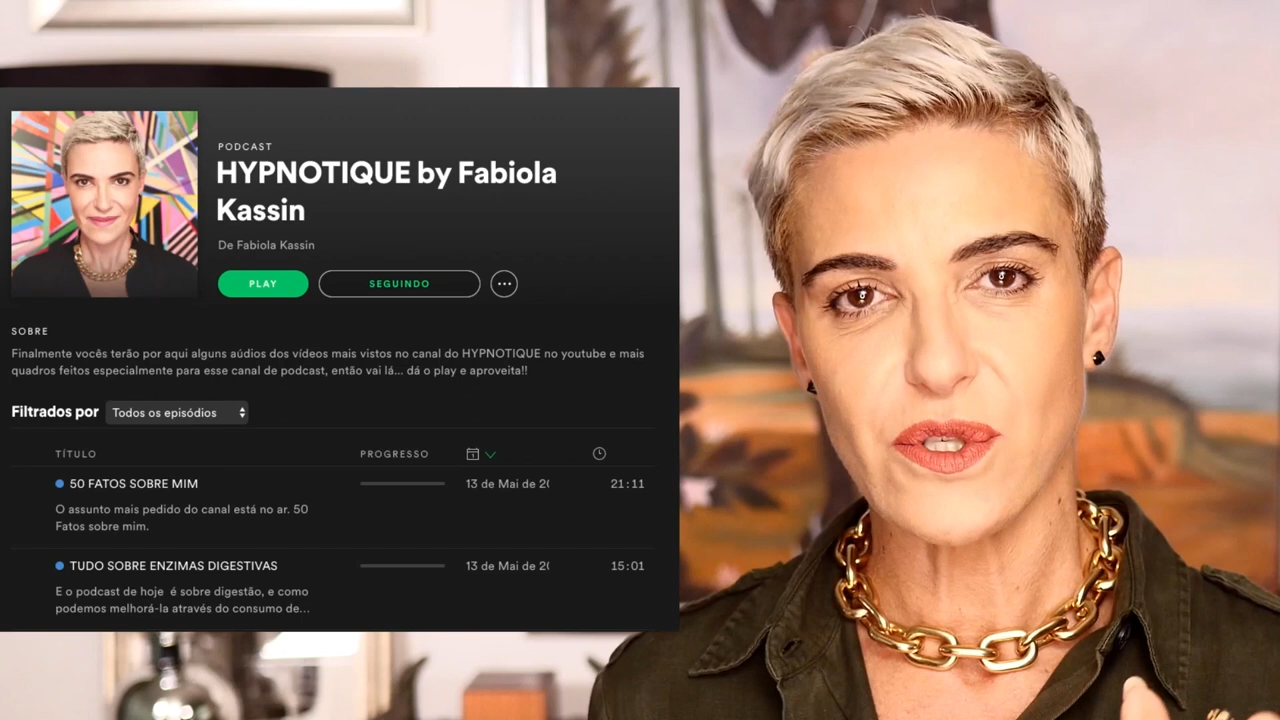 PODCAST
HYPNOTIQUE by Fabiola
Kassin
De Fabiola Kassin
PLAY
SEGUINDO
SOBRE
Finalmente vocês terão por aqui alguns aúdios dos vídeos mais vistos no canal do HYPNOTIQUE no youtube e mais
quadros feitos especialmente para esse canal de podcast, então vai lá... dá o play e aproveita!!
Filtrados por Todos os episódios
TÍTULO PROGRESSO
50 FATOS SOBRE MIM 13 de Mai de 21:11
O assunto mais pedido do canal está no ar. 50
Fatos sobre mim.
TUDO SOBRE ENZIMAS DIGESTIVAS 13 de Mai de 15:01
E o podcast de hoje é sobre digestão, e como
podemos melhorá-la através do consumo de...